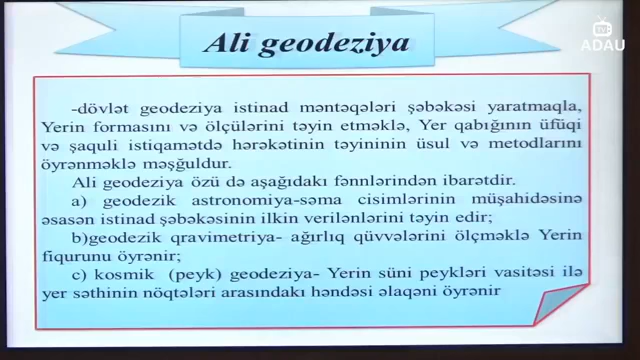 Ali geodeziya
TV
ADAU
-dövlət geodeziya istinad məntəqələri şəbəkəsi yaratmaqla,
Yerin formasını və ölçülərini təyin etməklə, Yer qabığının üfüqi
və şaquli istiqamətdə hərəkətinin təyininin üsul və metodlarını
öyrənməklə məşğuldur.
Ali geodeziya özü də aşağıdakı fənnlərindən ibarətdir.
a) geodezik astronomiya-səma cisimlərinin müşahidəsinə
əsasən istinad şəbəkəsinin ilkin verilənlərini təyin edir;
b)geodezik qravimetriya- ağırlıq qüvvələrini ölçməklə Yerin
fiqurunu öyrənir;
c) kosmik (peyk) geodeziya- Yerin süni peykləri vasitəsi ilə
yer səthinin nöqtələri arasındakı həndəsi əlaqəni öyrənir